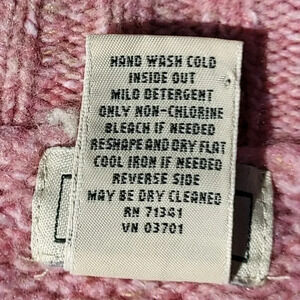 HAND WASH COLD
INSIDE OUT
MILD DETERGENT
ONLY NON-CHLORINE
BLEACH IF NEEDED
RESHAPE AND DRY FLAT
COOL IRON IF NEEDED
REVERSE SIDE
MAY BE DRY CLEANED
RN 71341
VN 03701